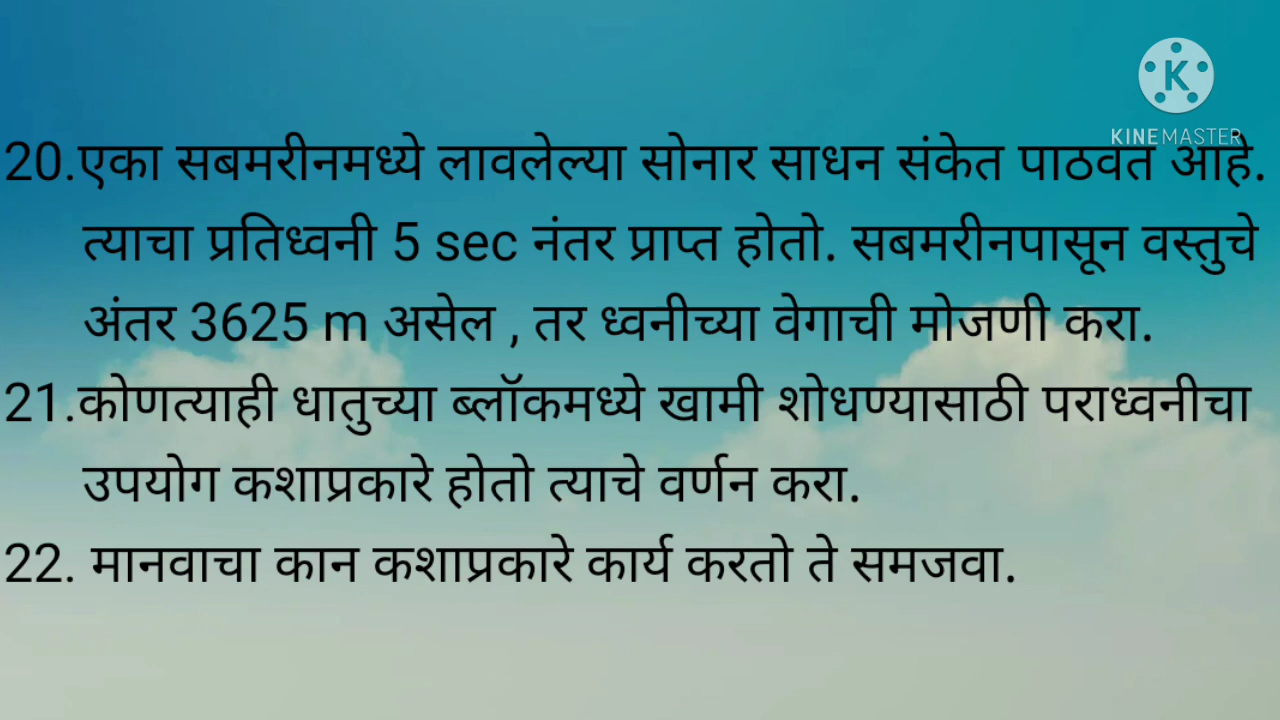 KINEMASTER
20.एका सबमरीनमध्ये लावलेल्या सोनार साधन संकेत पाठवत आहे.
त्याचा प्रतिध्वनी 5 sec नंतर प्राप्त होतो. सबमरीनपासून वस्तुचे
अंतर 3625 m असेल , तर ध्वनीच्या वेगाची मोजणी करा.
21.कोणत्याही धातुच्या ब्लॉकमध्ये खामी शोधण्यासाठी पराध्वनीचा
उपयोग कशाप्रकारे होतो त्याचे वर्णन करा.
22. मानवाचा कान कशाप्रकारे कार्य करतो ते समजवा.